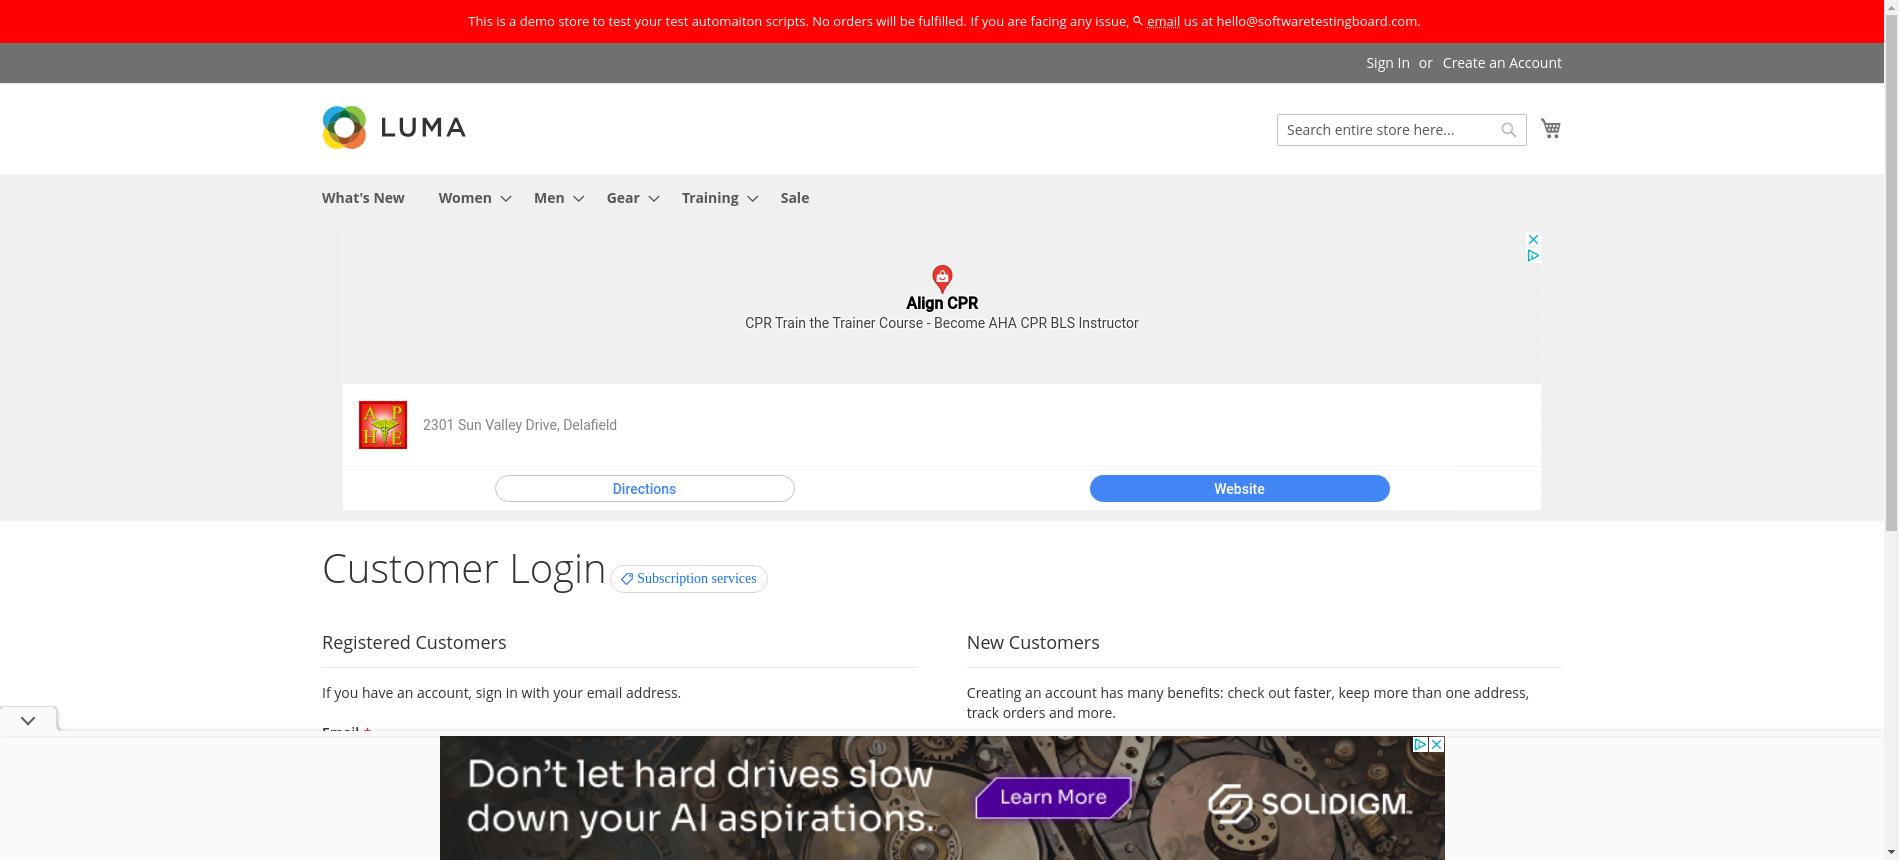 This is a demo store to test your test automaiton scripts. No orders will be fulfilled. If you are facing any issue, email us at hello@softwaretestingboard.com.
Sign In or Create an Account
LUMA
Search entire store here...
What's New Women Men Gear Training Sale
Align CPR
CPR Train the Trainer Course - Become AHA CPR BLS Instructor
A P
H E
2301 Sun Valley Drive, Delafield
Directions Website
Customer Login Subscription services
Registered Customers
If you have an account, sign in with your email address.
Email *
New Customers
Creating an account has many benefits: check out faster, keep more than one address,
track orders and more.
Don't let hard drives slow
down your AI aspirations.
Learn More
SOLIDIGM